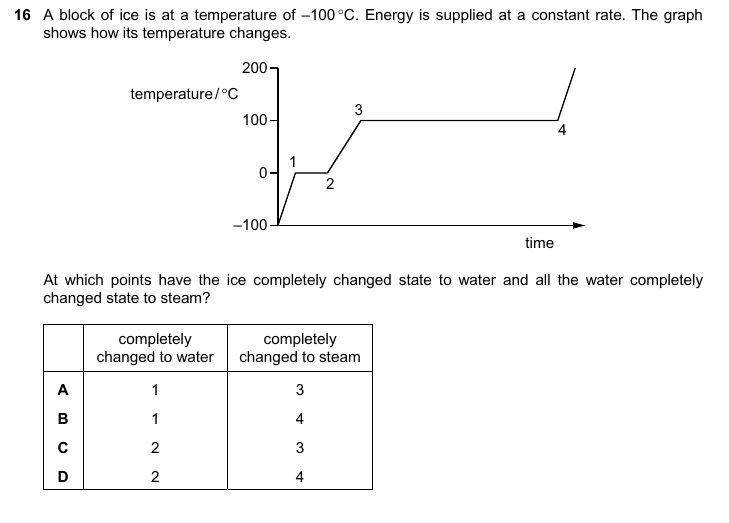 16 A block of ice is at a temperature of –100 °C. Energy is supplied at a constant rate. The graph
shows how its temperature changes.
200
temperature / °C
3
100
4
1
0
2
–100
time
At which points have the ice completely changed state to water and all the water completely
changed state to steam?
completely changed to water
completely changed to steam
A 1 3
B 1 4
C 2 3
D 2 4